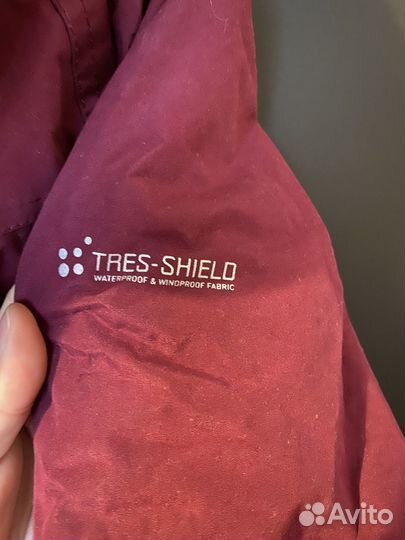 TRES-SHIELD
WATERPROOF & WINDPROOF FABRIC
Avito